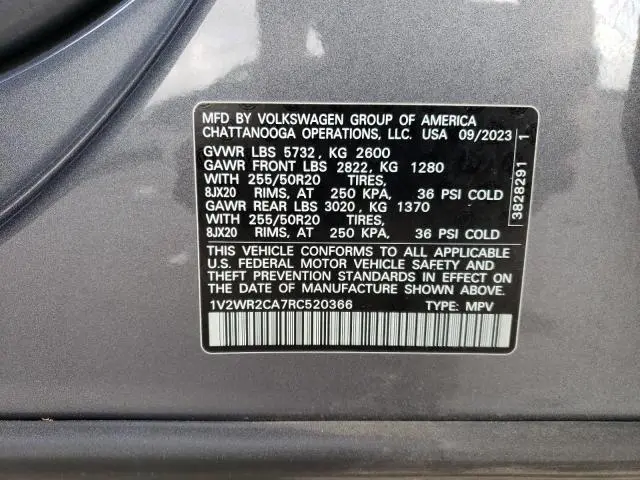 MFD BY VOLKSWAGEN GROUP OF AMERICA
CHATTANOOGA OPERATIONS, LLC. USA 09/2023
GVWR LBS 5732, KG 2600
GAWR FRONT LBS 2822, KG 1280
WITH 255/50R20 TIRES,
8JX20 RIMS, AT 250 KPA, 36 PSI COLD
GAWR REAR LBS 3020, KG 1370
WITH 255/50R20 TIRES,
8JX20 RIMS, AT 250 KPA, 36 PSI COLD
THIS VEHICLE CONFORMS TO ALL APPLICABLE
U.S. FEDERAL MOTOR VEHICLE SAFETY AND
THEFT PREVENTION STANDARDS IN EFFECT ON
THE DATE OF MANUFACTURE SHOWN ABOVE.
1V2WR2CA7RC520366 TYPE: MPV
3828291 1